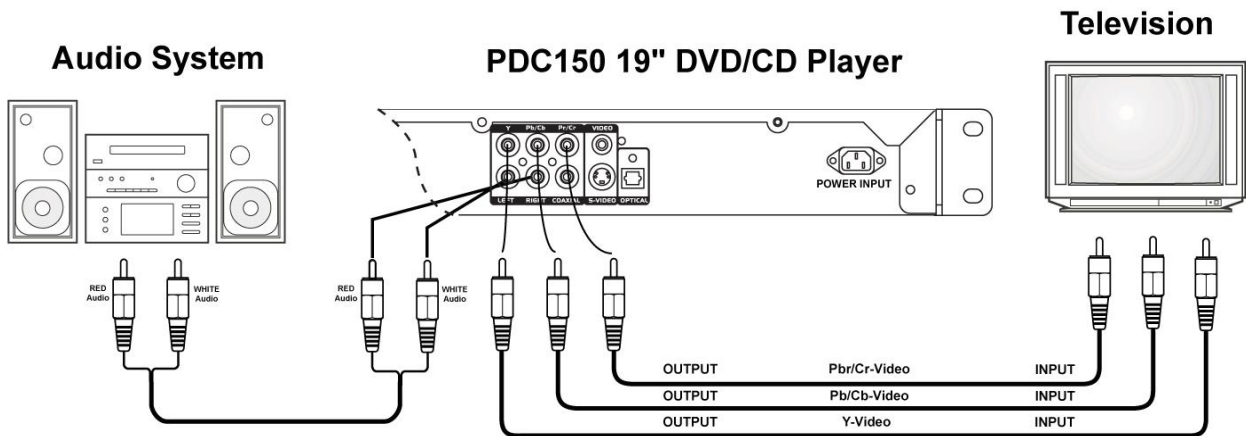 Television
Audio System
PDC150 19" DVD/CD Player
Y Pb/Cb Pr/Cr VIDEO
POWER INPUT
LEFT RIGHT COAXIAL S-VIDEO OPTICAL
RED
Audio
WHITE
Audio
RED
Audio
WHITE
Audio
OUTPUT Pbr/Cr-Video INPUT
OUTPUT Pb/Cb-Video INPUT
OUTPUT Y-Video INPUT